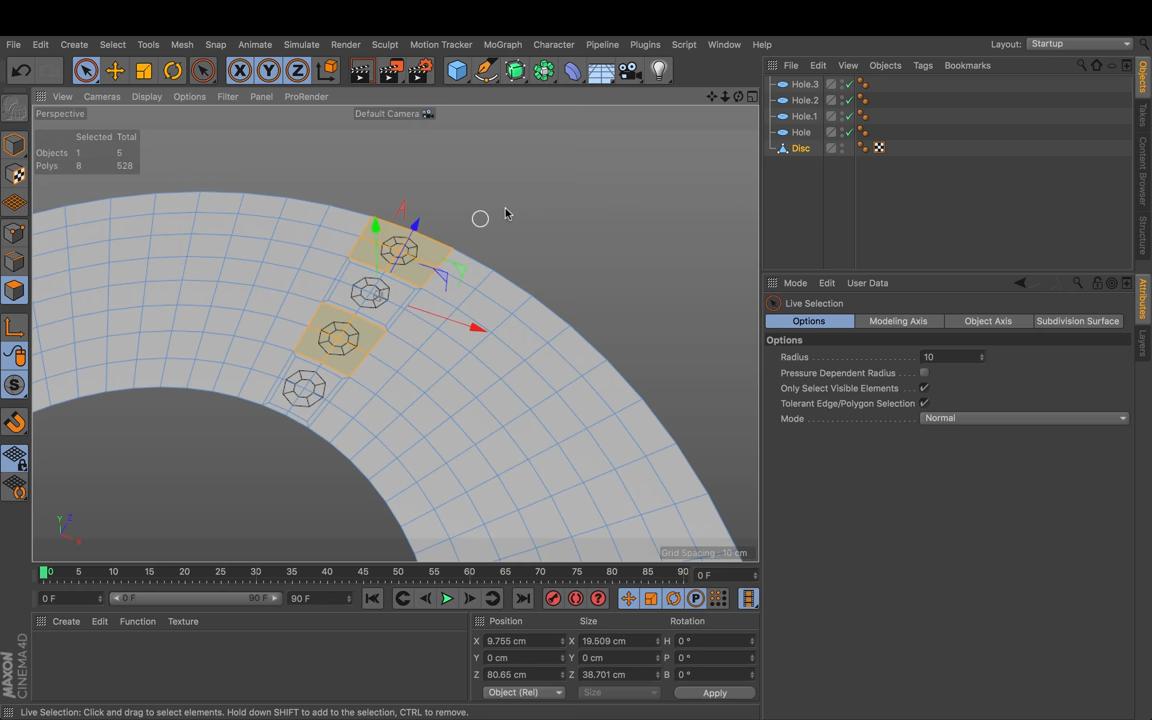 File Edit Create Select Tools Mesh Snap Animate Simulate Render Sculpt Motion Tracker MoGraph Character Pipeline Plugins Script Window Help Layout: Startup
X Y Z
File Edit View Objects Tags Bookmarks
View Cameras Display Options Filter Panel ProRender
Perspective Default Camera
Selected Total
Objects 1 5
Polys 8 528
Hole.3
Hole.2
Hole.1
Hole
Disc
Objects
Takes
Content Browser
Structure
Mode Edit User Data
Live Selection
Options Modeling Axis Object Axis Subdivision Surface
Options
Radius 10
Pressure Dependent Radius
Only Select Visible Elements
Tolerant Edge/Polygon Selection
Mode Normal
Attributes
Layers
Y Z
X
Grid Spacing : 10 cm
0 5 10 15 20 25 30 35 40 45 50 55 60 65 70 75 80 85 90 0 F
0 F 0 F 90 F 90 F
Create Edit Function Texture
Position Size Rotation
X 9.755 cm X 19.509 cm H 0 °
Y 0 cm Y 0 cm P 0 °
Z 80.65 cm Z 38.701 cm B 0 °
Object (Rel) Size Apply
MAXON
CINEMA 4D
Live Selection: Click and drag to select elements. Hold down SHIFT to add to the selection, CTRL to remove.